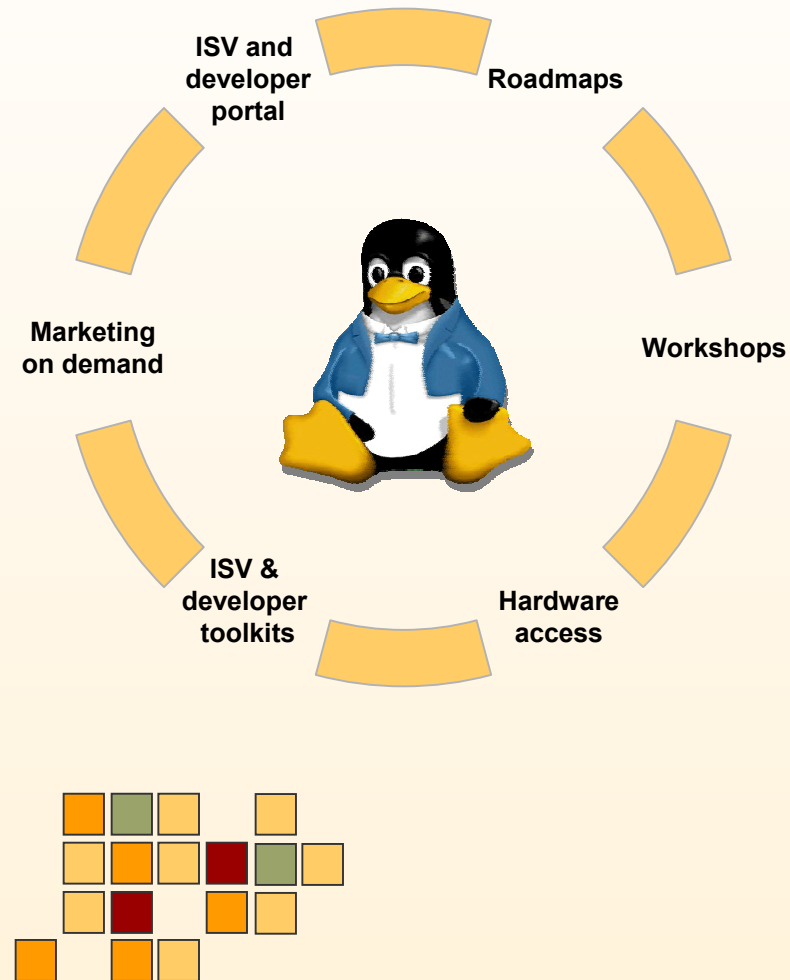 ISV and
developer
portal
Roadmaps
Marketing
on demand
Workshops
ISV &
developer
toolkits
Hardware
access